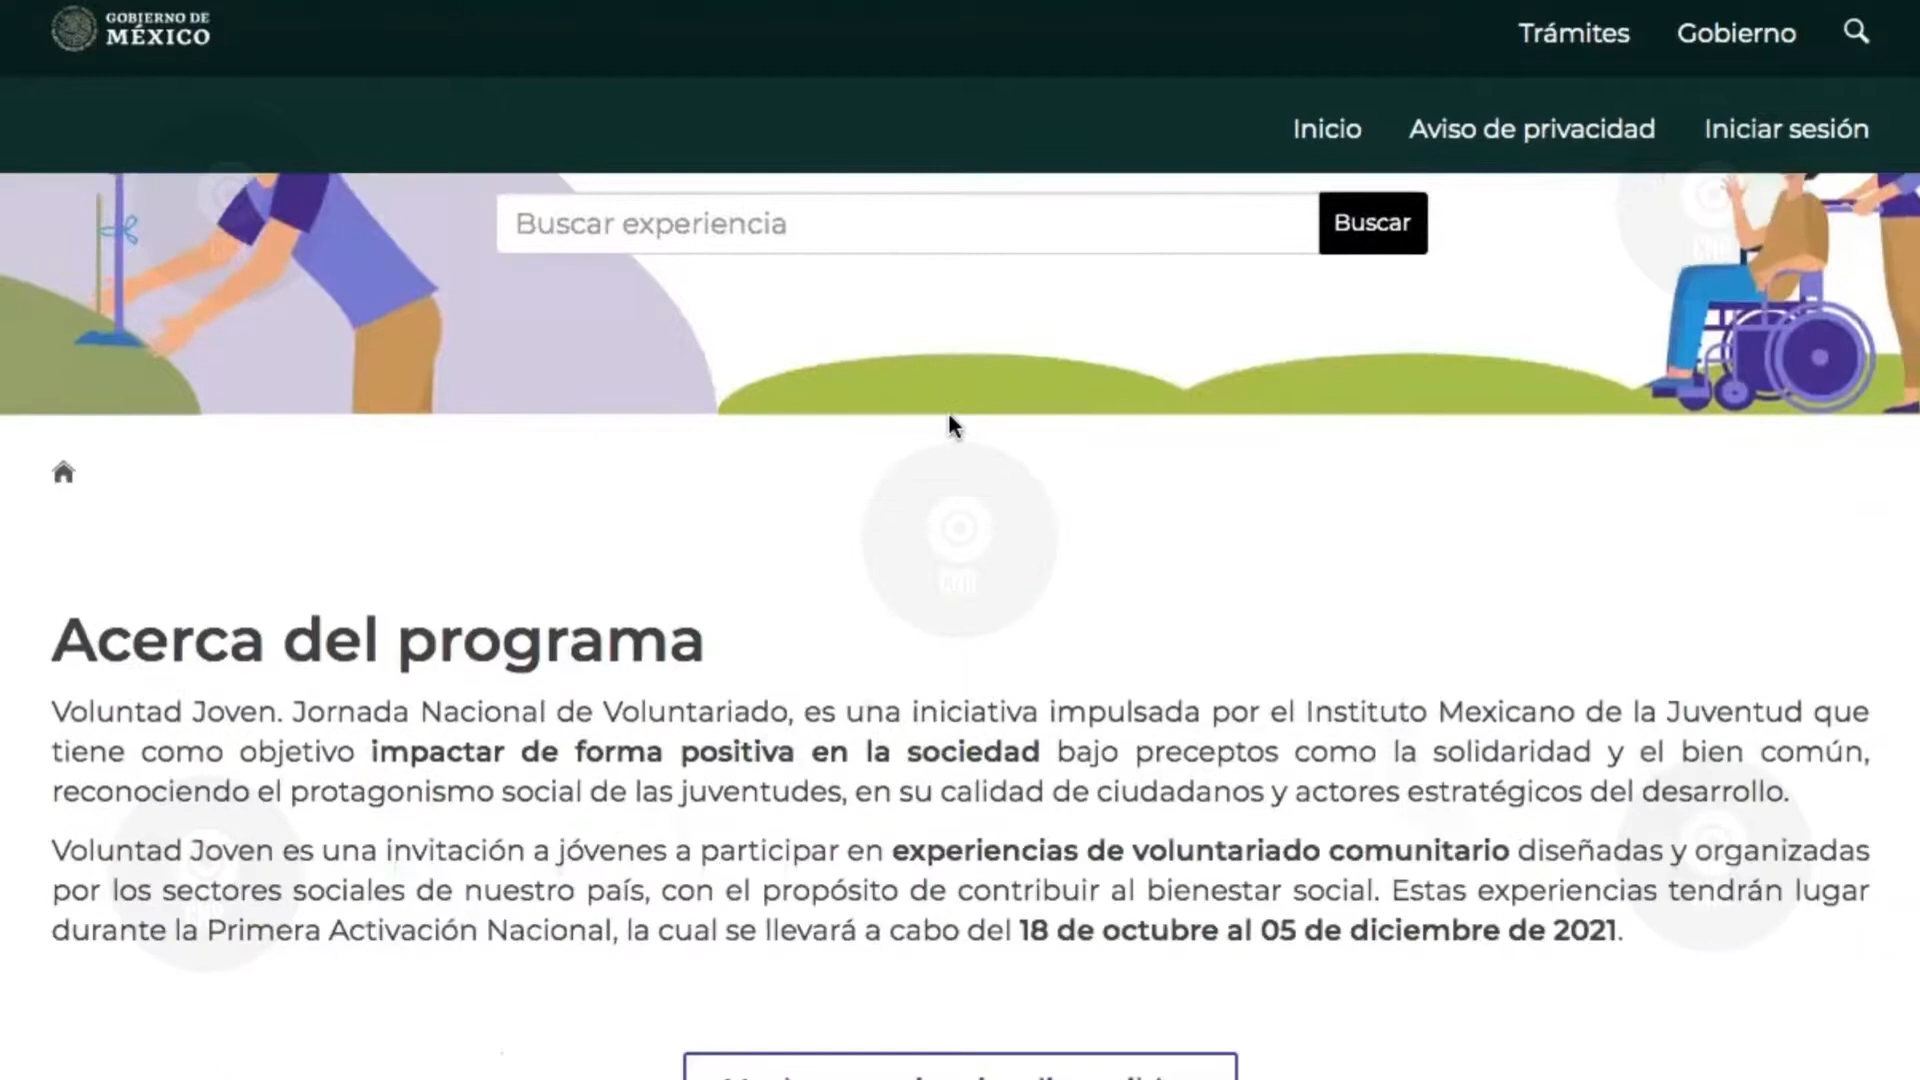 GOBIERNO DE
MÉXICO
Trámites
Gobierno
Inicio
Aviso de privacidad
Iniciar sesión
Buscar experiencia
Buscar
Acerca del programa
Voluntad Joven. Jornada Nacional de Voluntariado, es una iniciativa impulsada por el Instituto Mexicano de la Juventud que
tiene como objetivo impactar de forma positiva en la sociedad bajo preceptos como la solidaridad y el bien común,
reconociendo el protagonismo social de las juventudes, en su calidad de ciudadanos y actores estratégicos del desarrollo.
Voluntad Joven es una invitación a jóvenes a participar en experiencias de voluntariado comunitario diseñadas y organizadas
por los sectores sociales de nuestro país, con el propósito de contribuir al bienestar social. Estas experiencias tendrán lugar
durante la Primera Activación Nacional, la cual se llevará a cabo del 18 de octubre al 05 de diciembre de 2021.